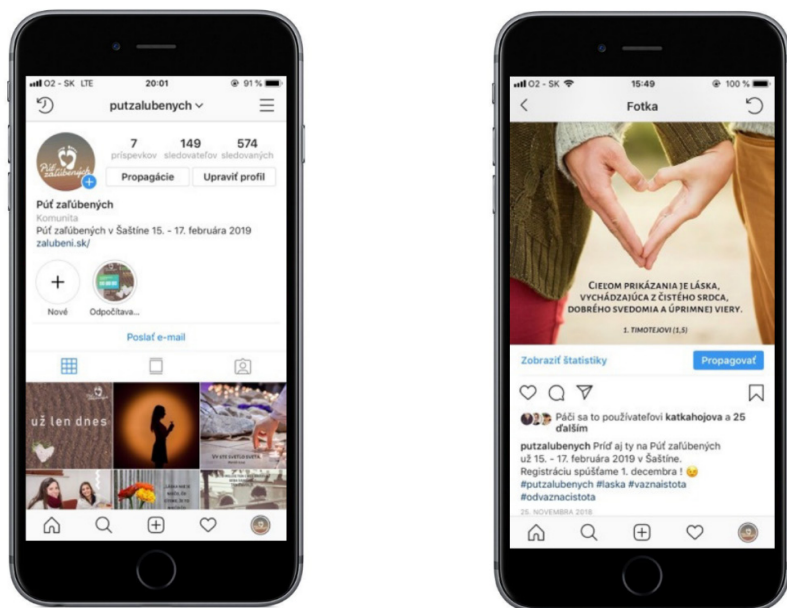 O2 - SK LTE 20:01 91 %
putzalubenych
7 149 574
príspevkov sledovateľov sledovaných
Púť zaľúbených
Propagácie Upraviť profil
Púť zaľúbených
Komunita
Púť zaľúbených v Šaštíne 15. - 17. februára 2019
zalubeni.sk/
Nové Odpočítava...
Poslať e-mail
už len dnes
O2 - SK 15:49 100 %
Fotka
CIEĽOM PRIKÁZANIA JE LÁSKA,
VYCHÁDZAJÚCA Z ČISTÉHO SRDCA,
DOBRÉHO SVEDOMIA A ÚPRIMNEJ VIERY.
1. TIMOTEJOVI (1,5)
Zobraziť štatistiky Propagovať
Páči sa to používateľovi katkahojova a 25
ďalším
putzalubenych Príď aj ty na Púť zaľúbených
už 15. - 17. februára 2019 v Šaštíne.
Registráciu spúšťame 1. decembra !
#putzalubenych #laska #vaznaistota
#odvaznacistota
25. NOVEMBRA 2018